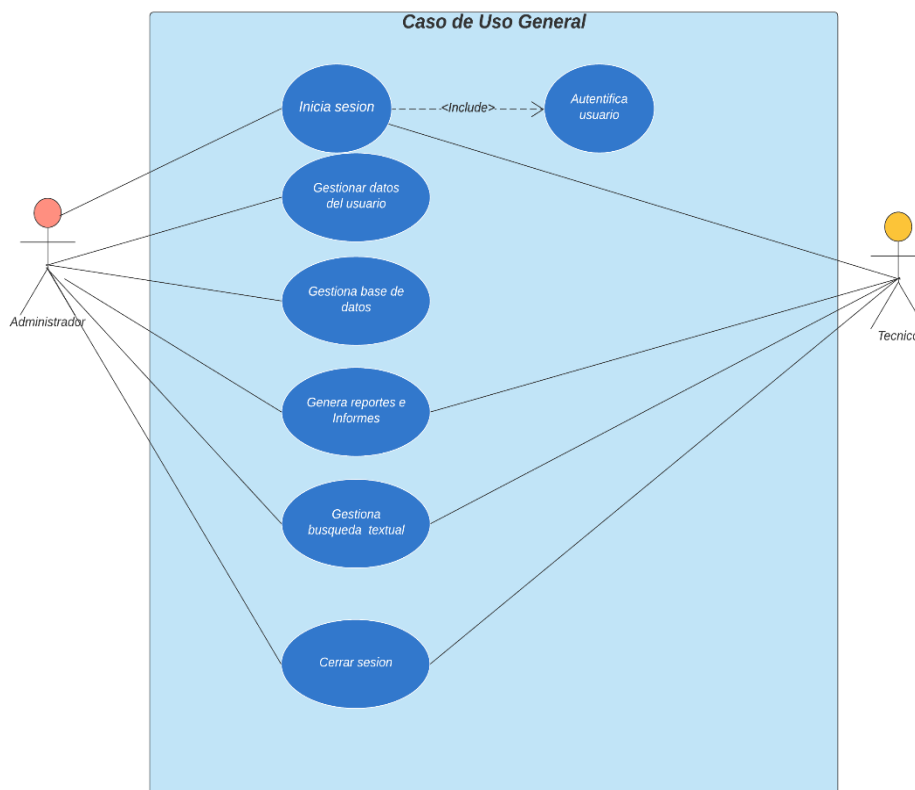 Caso de Uso General
Inicia sesion
<Include>
Autentifica
usuario
Gestionar datos
del usuario
Administrador
Gestiona base de
datos
Tecnico
Genera reportes e
Informes
Gestiona
busqueda textual
Cerrar sesion